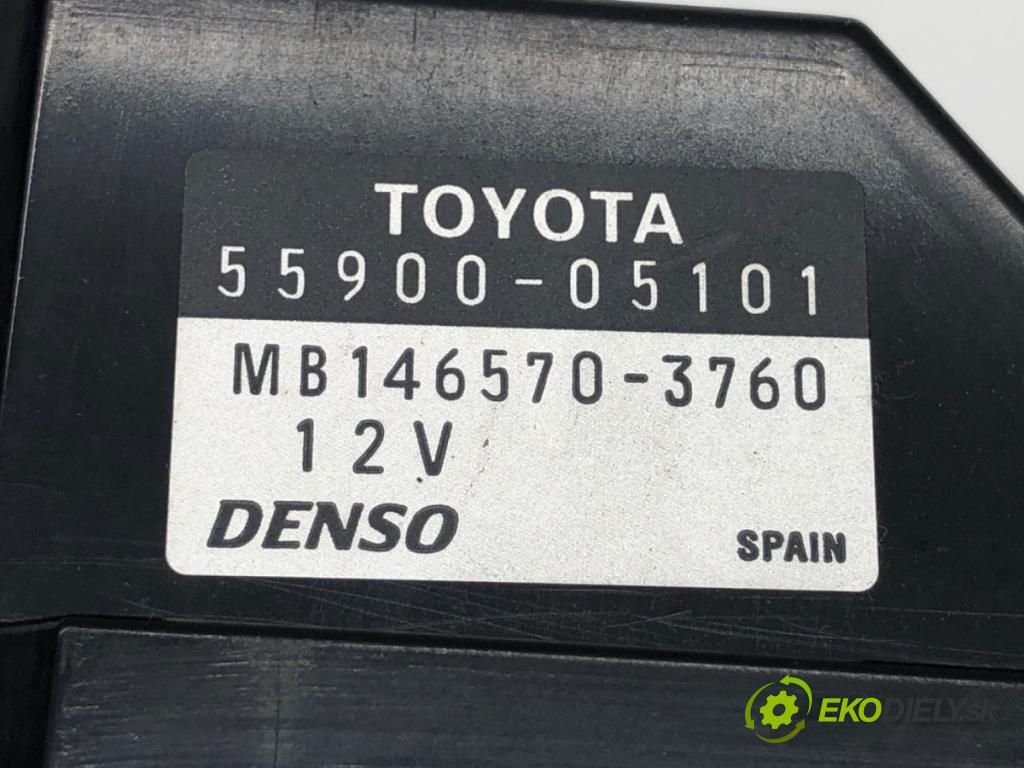 TOYOTA
55900-05101
MB146570-3760
12V
DENSO
SPAIN
EKODIELY.sk